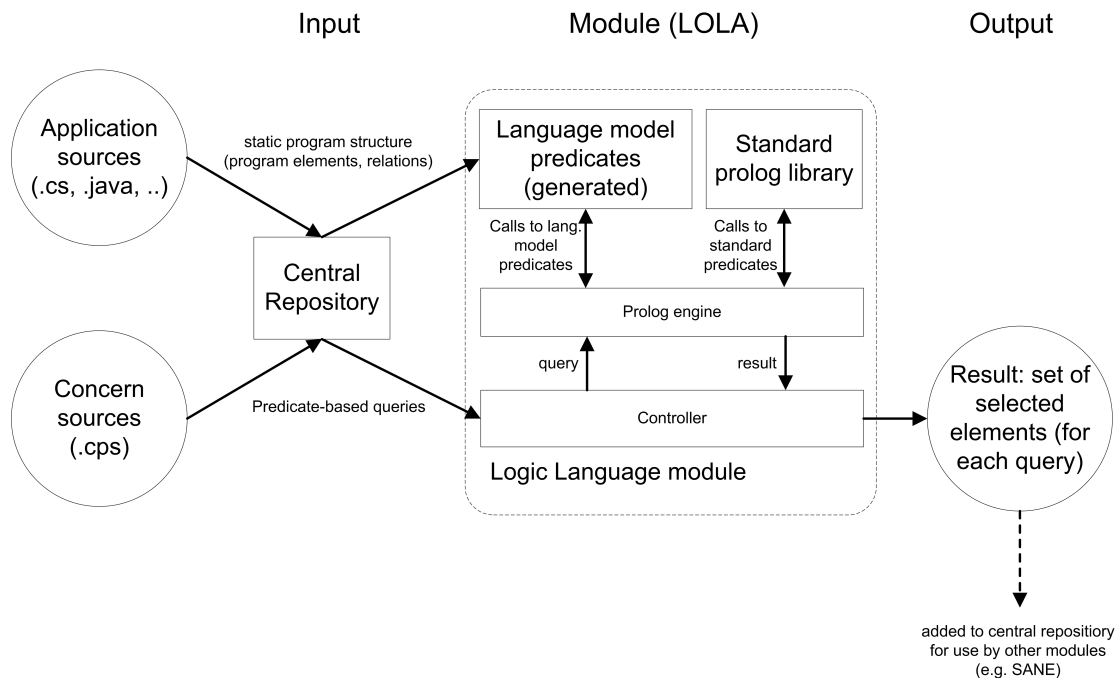 Input
Module (LOLA)
Output
Application
sources
(.cs, .java, ..)
static program structure
(program elements, relations)
Language model
predicates
(generated)
Standard
prolog library
Calls to lang.
model
predicates
Calls to
standard
predicates
Central
Repository
Prolog engine
query
result
Concern
sources
(.cps)
Predicate-based queries
Controller
Logic Language module
Result: set of
selected
elements (for
each query)
added to central repositiory
for use by other modules
(e.g. SANE)